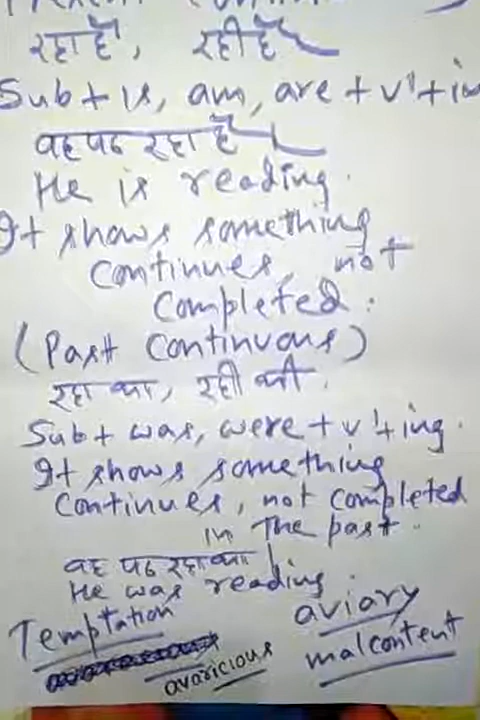 रहा है, रही है
Sub + is, am, are + v¹ + in
वह पढ रहा है।
He is reading.
It shows something
continues, not
completed.
(Past Continuous)
रहा था, रही थी.
Sub + was, were + v¹ + ing.
It shows something
continues, not completed
in the past.
वह पढ रहा था।
He was reading.
Temptation
aviary
avaricious
malcontent